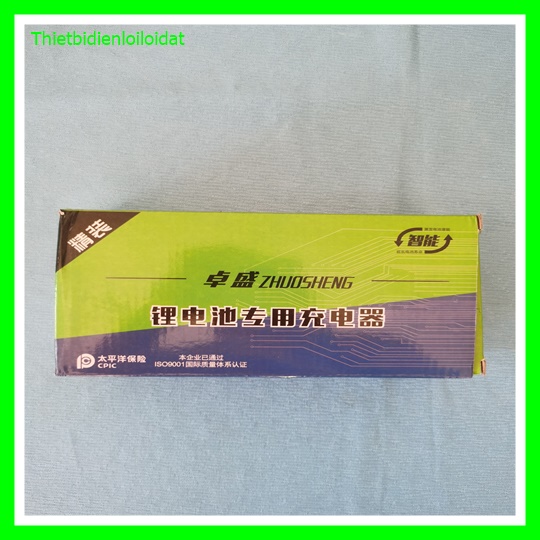 Thietbidienloiloidat
精装
智能
卓盛 ZHUOSHENG
锂电池专用充电器
太平洋保险
CPIC
本企业已通过
ISO9001国际质量体系认证